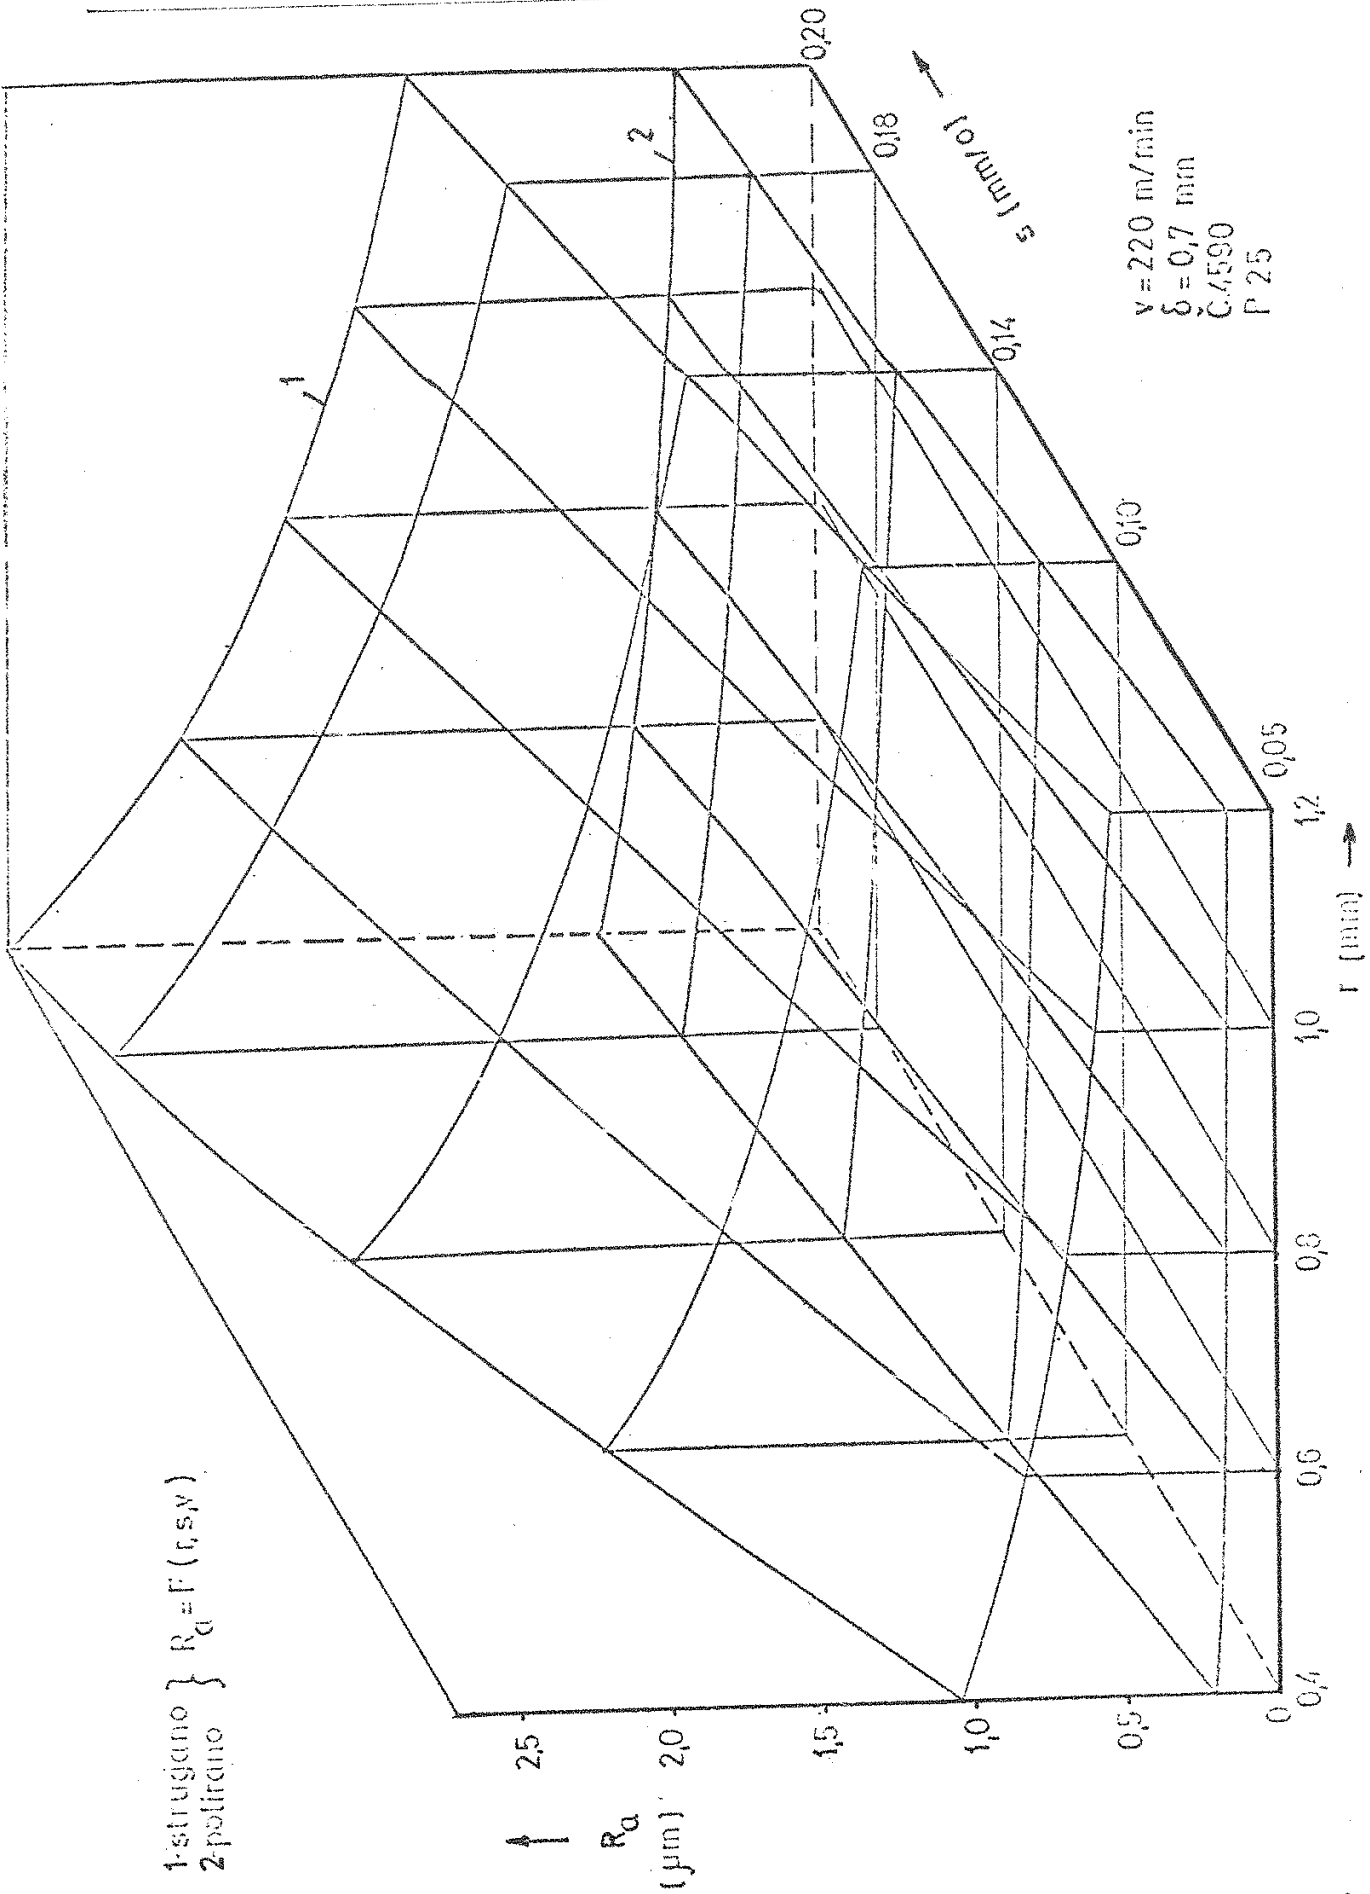 1-strugano } Ra = F (r,s,v)
2-polirano
Ra
(µm)
2,5
2,0
1,5
1,0
0,5
0
0,4
0,6
0,8
1,0
1,2
r (mm)
0,05
0,10
0,14
0,18
0,20
s (mm/o)
1
2
v = 220 m/min
δ = 0,7 mm
Č.4590
P 25